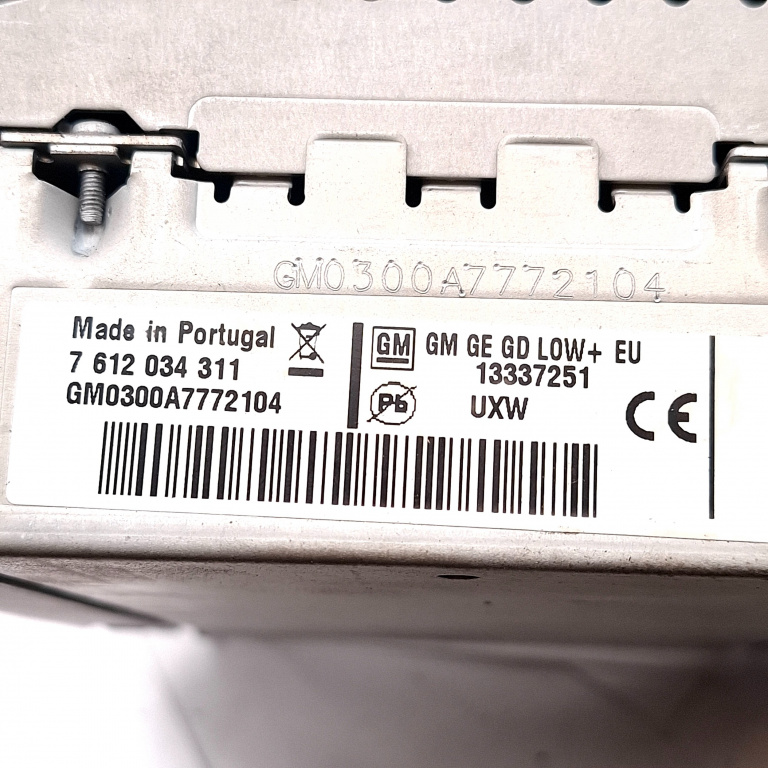 GM0300A7772104
Made in Portugal
7 612 034 311
GM0300A7772104
GM GM GE GD LOW+ EU
13337251
Pb UXW
CE